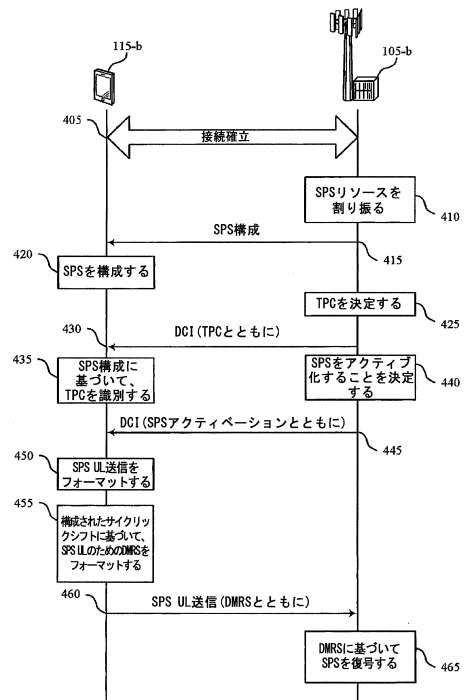 115-b
105-b
405
接続確立
SPSリソースを
割り振る
410
SPS構成
415
420
SPSを構成する
TPCを決定する
425
430
DCI(TPCとともに)
435
SPS構成に
基づいて、
TPCを識別する
SPSをアクティブ
化することを決定
する
440
DCI(SPSアクティベーションとともに)
445
450
SPS UL送信を
フォーマットする
455
構成されたサイクリッ
クシフトに基づいて、
SPS ULのためのDMRSを
フォーマットする
460
SPS UL送信(DMRSとともに)
DMRSに基づいて
SPSを復号する
465